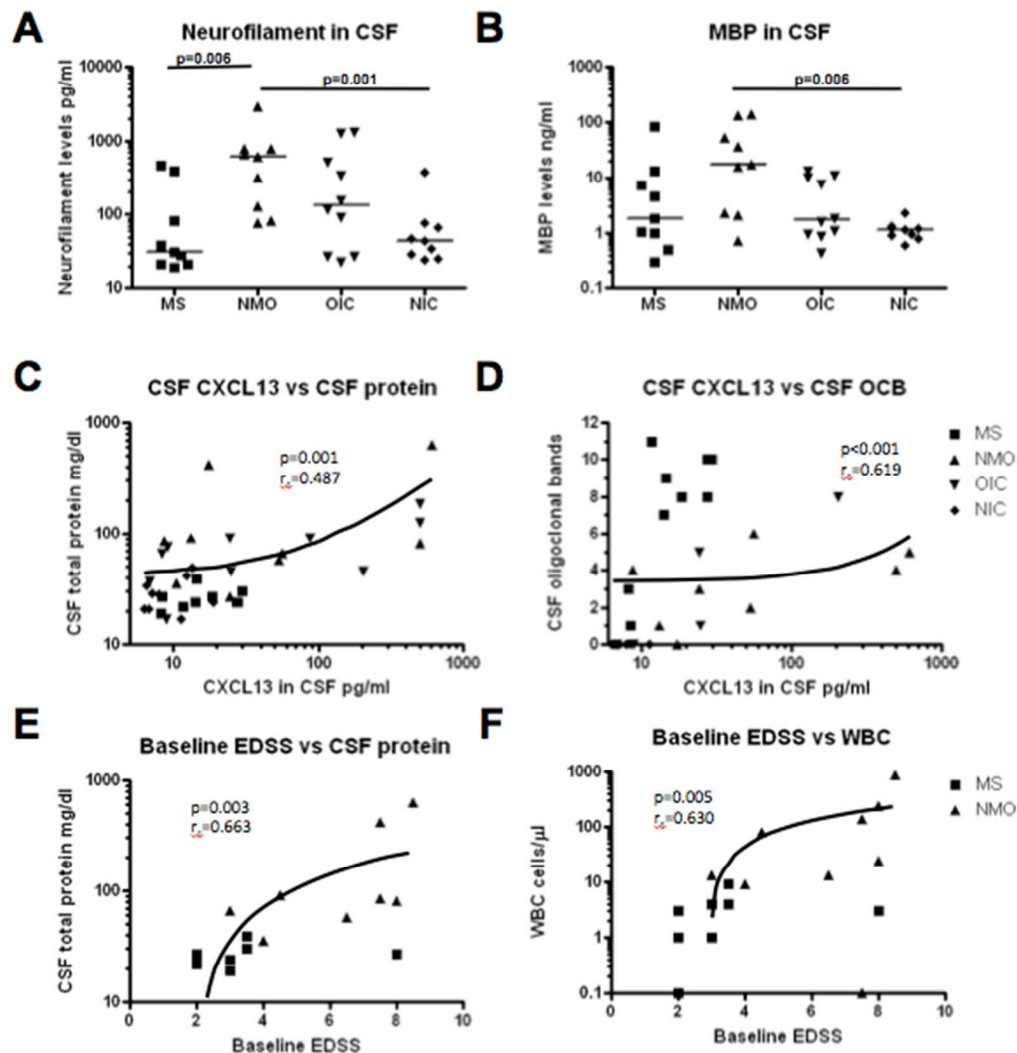 A
Neurofilament in CSF
p=0.006
p=0.001
Neurofilament levels pg/ml
10000
1000
100
10
MS NMO OIC NIC
B
MBP in CSF
p=0.006
MBP levels ng/ml
1000
100
10
1
0.1
MS NMO OIC NIC
C
CSF CXCL13 vs CSF protein
p=0.001
rs=0.487
CSF total protein mg/dl
1000
100
10
10 100 1000
CXCL13 in CSF pg/ml
D
CSF CXCL13 vs CSF OCB
p<0.001
rs=0.619
CSF oligoclonal bands
12
10
8
6
4
2
0
10 100 1000
CXCL13 in CSF pg/ml
MS
NMO
OIC
NIC
E
Baseline EDSS vs CSF protein
p=0.003
rs=0.663
CSF total protein mg/dl
1000
100
10
0 2 4 6 8 10
Baseline EDSS
F
Baseline EDSS vs WBC
p=0.005
rs=0.630
WBC cells/µl
1000
100
10
1
0.1
0 2 4 6 8 10
Baseline EDSS
MS
NMO